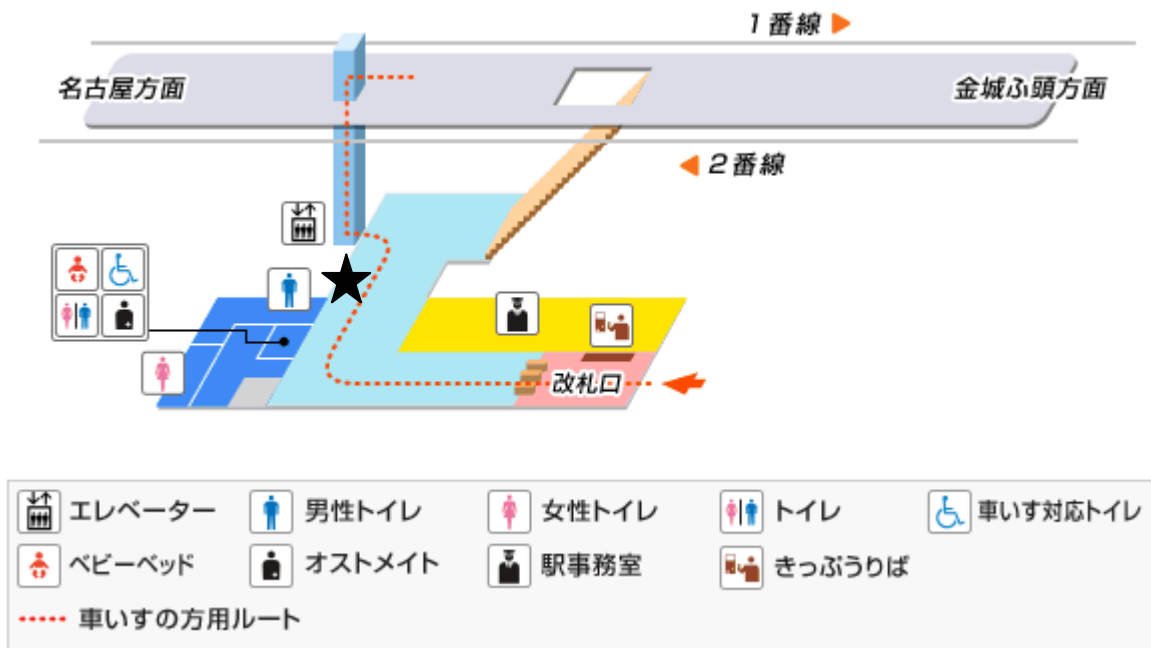 1番線
名古屋方面
金城ふ頭方面
2番線
改札口
エレベーター
男性トイレ
女性トイレ
トイレ
車いす対応トイレ
ベビーベッド
オストメイト
駅事務室
きっぷうりば
車いすの方用ルート